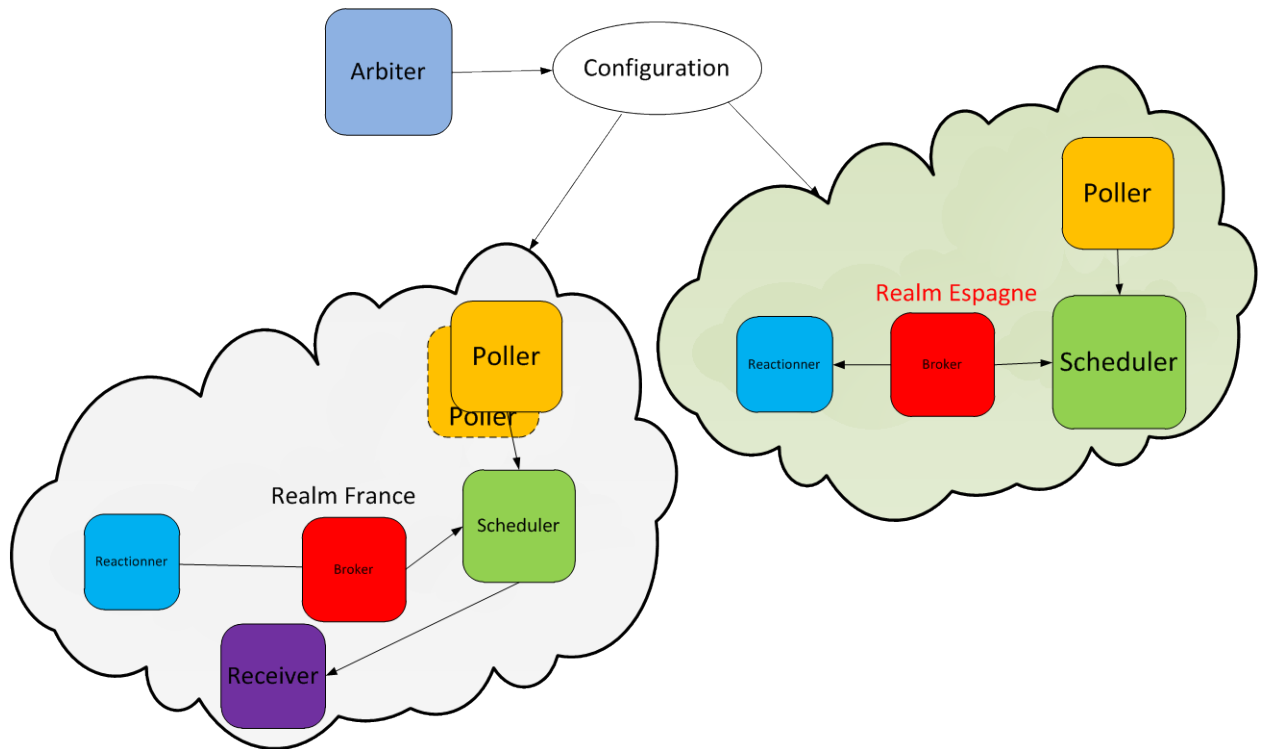 Arbiter
Configuration
Poller
Realm Espagne
Reactionner
Broker
Scheduler
Poller
Poller
Realm France
Scheduler
Reactionner
Broker
Receiver